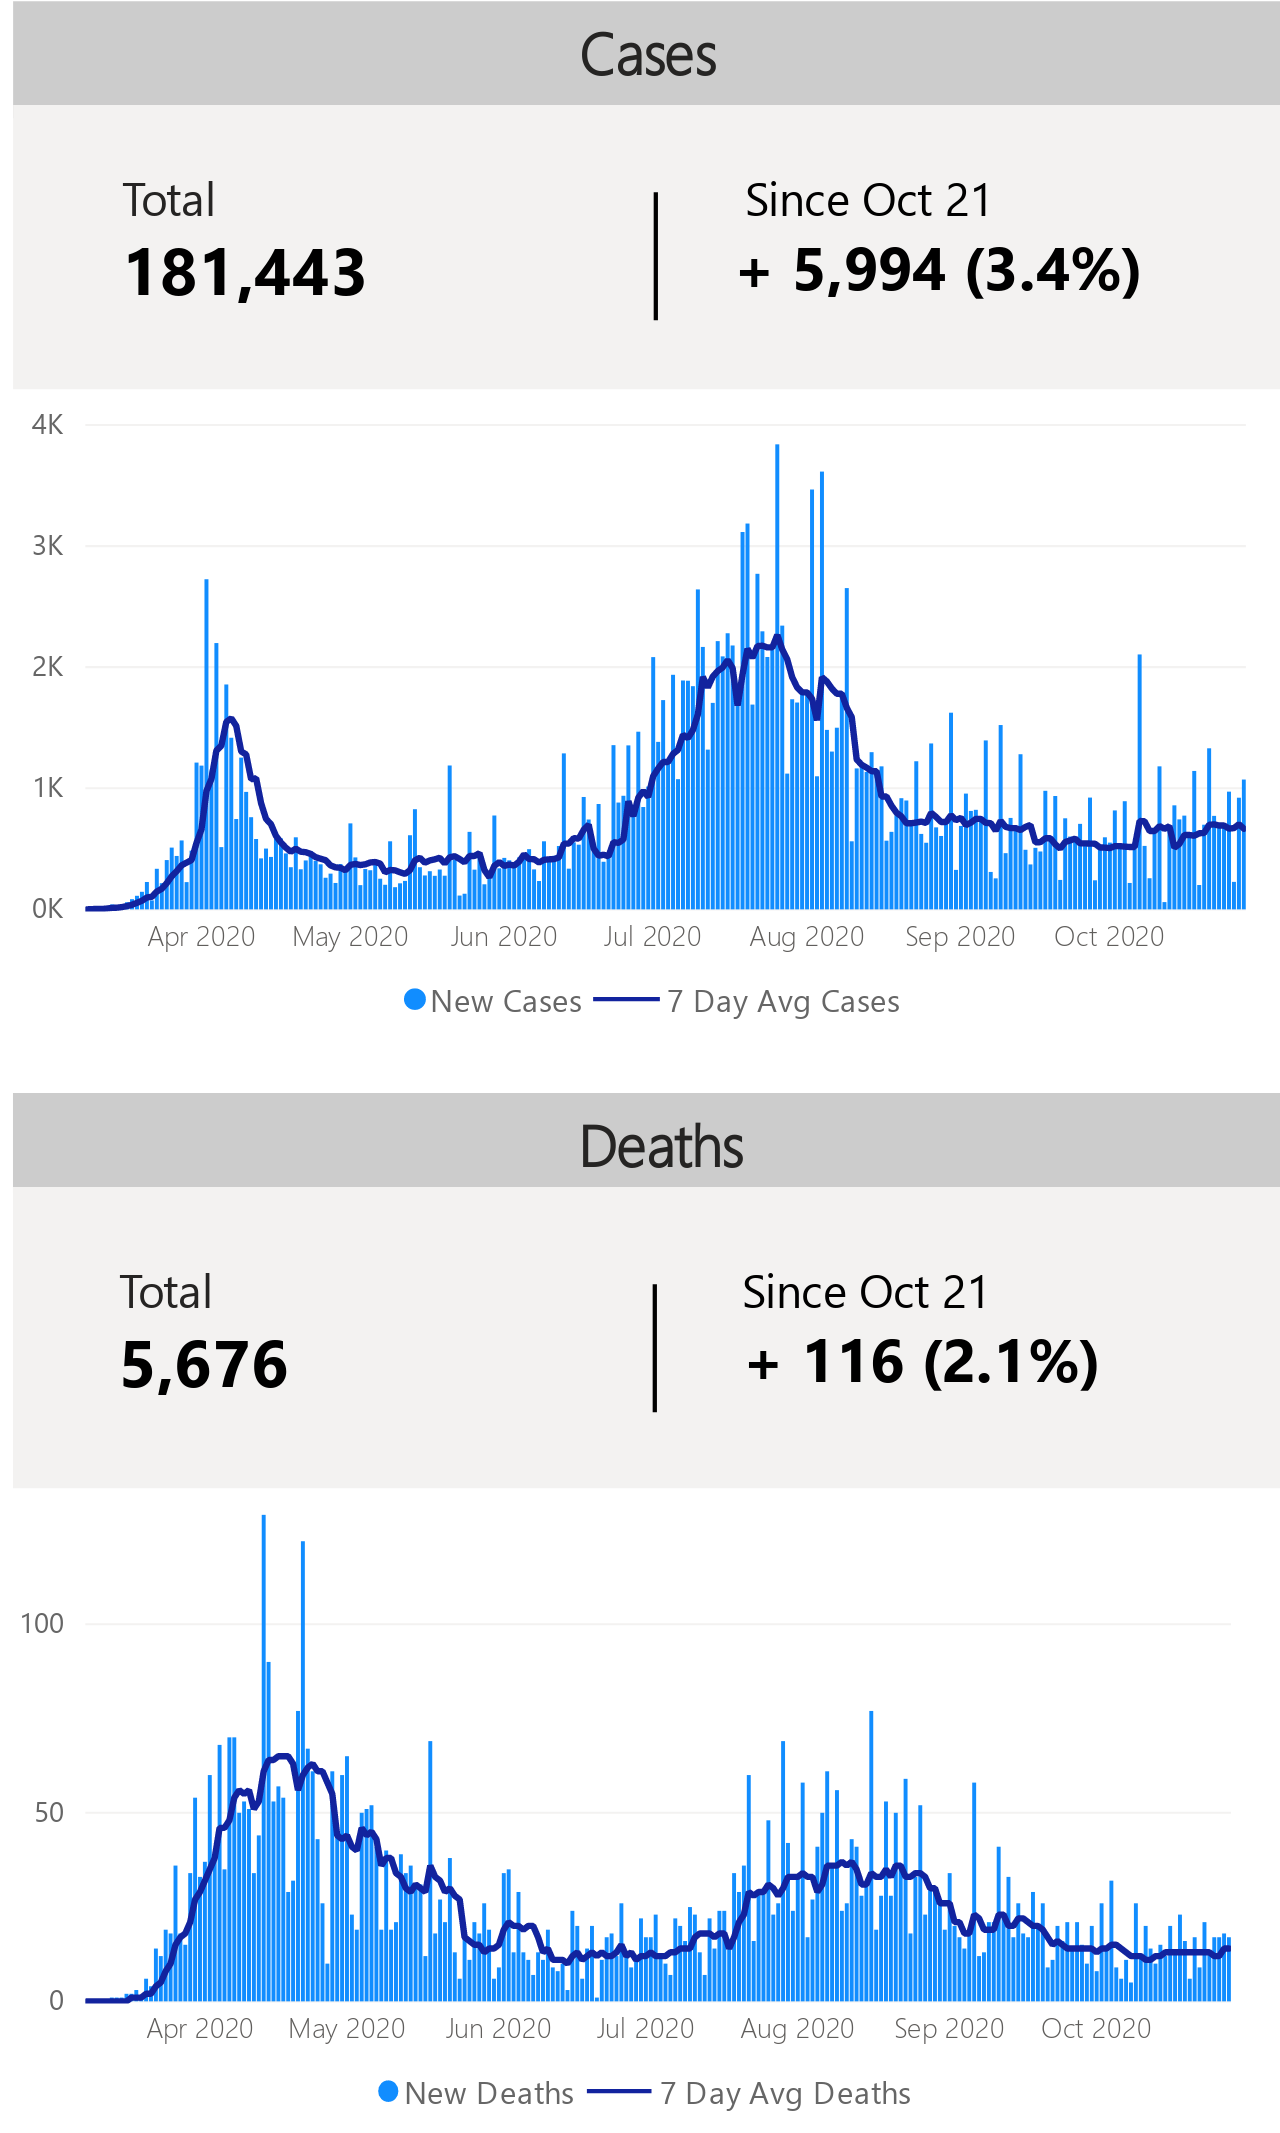 Cases
Total
Since Oct 21
181,443
+ 5,994 (3.4%)
4K
3K
2K
1K
0K
Apr 2020 May 2020 Jun 2020 Jul 2020 Aug 2020 Sep 2020 Oct 2020
New Cases 7 Day Avg Cases
Deaths
Total
Since Oct 21
5,676
+ 116 (2.1%)
100
50
0
Apr 2020 May 2020 Jun 2020 Jul 2020 Aug 2020 Sep 2020 Oct 2020
New Deaths 7 Day Avg Deaths